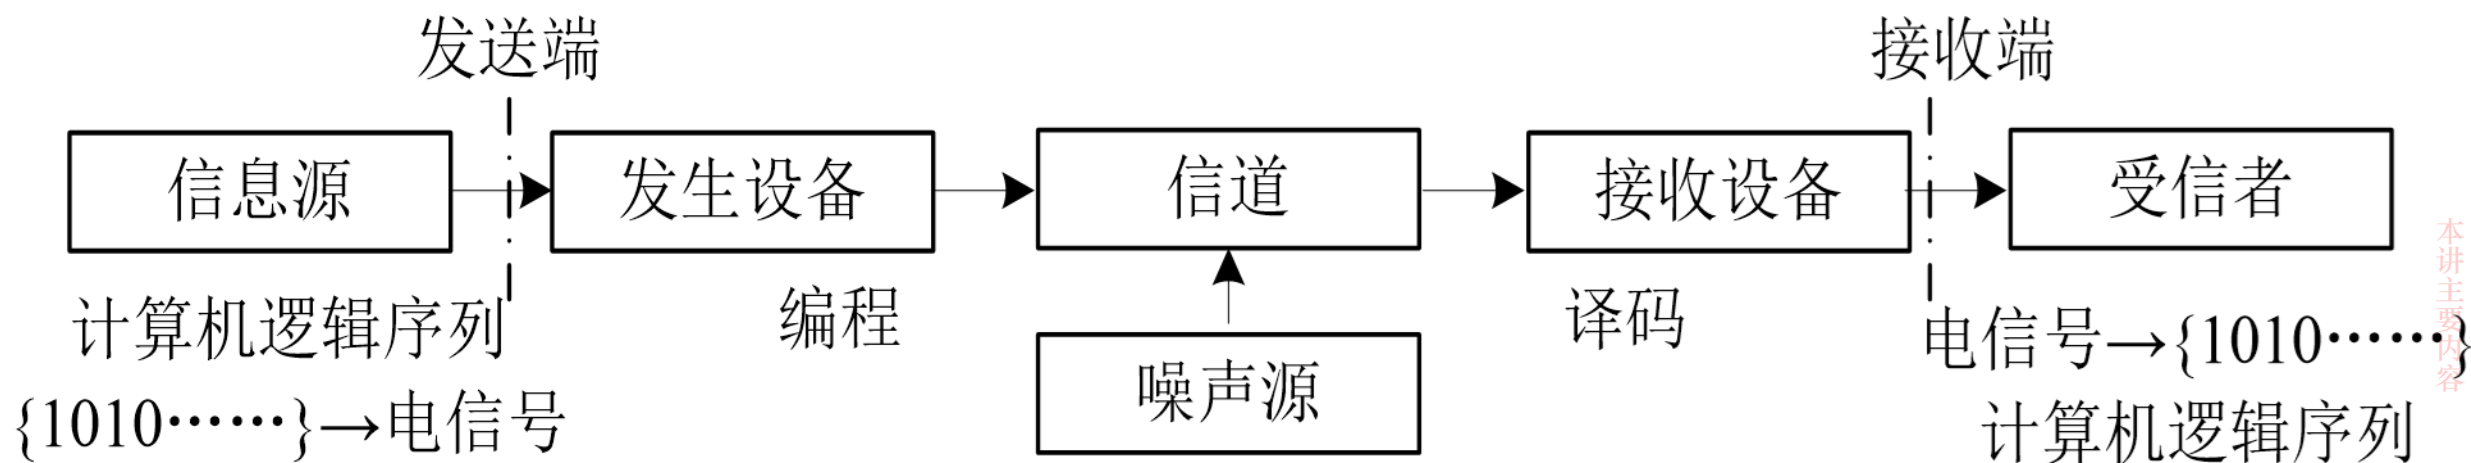 发送端
接收端
信息源
发生设备
信道
接收设备
受信者
计算机逻辑序列
{1010……}→电信号
编程
噪声源
译码
电信号→{1010……}
计算机逻辑序列
本讲主要内容